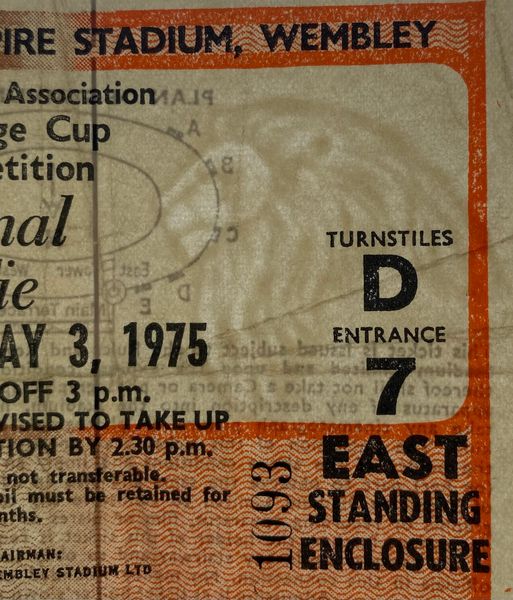 PIRE STADIUM, WEMBLEY
Association
ge Cup
etition
nal
ie
TURNSTILES
D
ENTRANCE
7
AY 3, 1975
OFF 3 p.m.
VISED TO TAKE UP
TION BY 2.30 p.m.
not transferable.
oil must be retained for
nths.
AIRMAN:
EMBLEY STADIUM LTD
1093
EAST
STANDING
ENCLOSURE